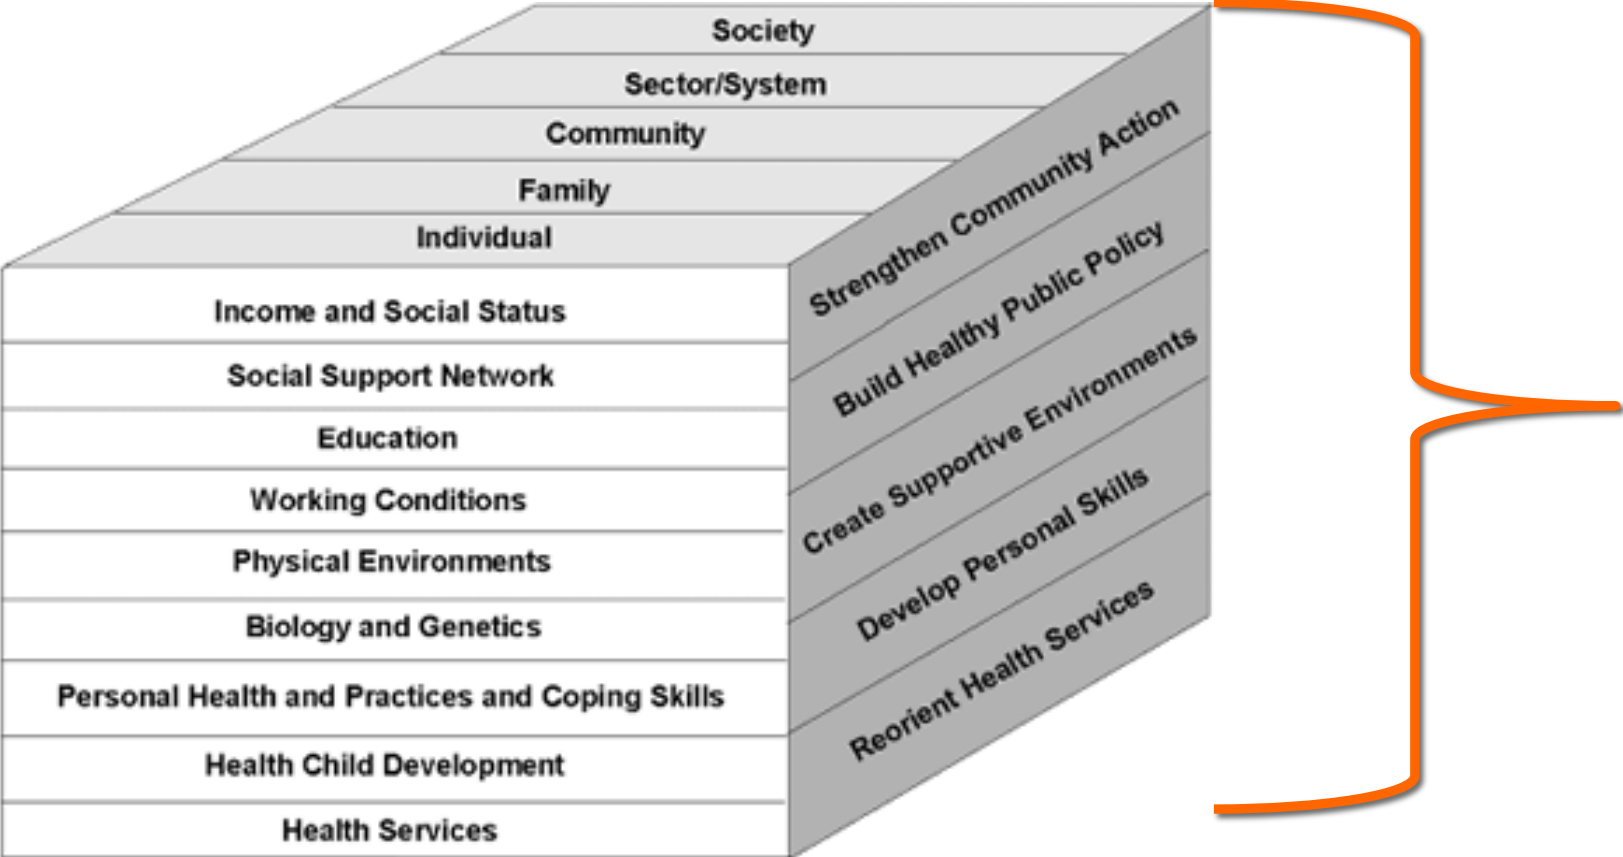 Society
Sector/System
Community
Family
Individual
Income and Social Status
Social Support Network
Education
Working Conditions
Physical Environments
Biology and Genetics
Personal Health and Practices and Coping Skills
Health Child Development
Health Services
Strengthen Community Action
Build Healthy Public Policy
Create Supportive Environments
Develop Personal Skills
Reorient Health Services